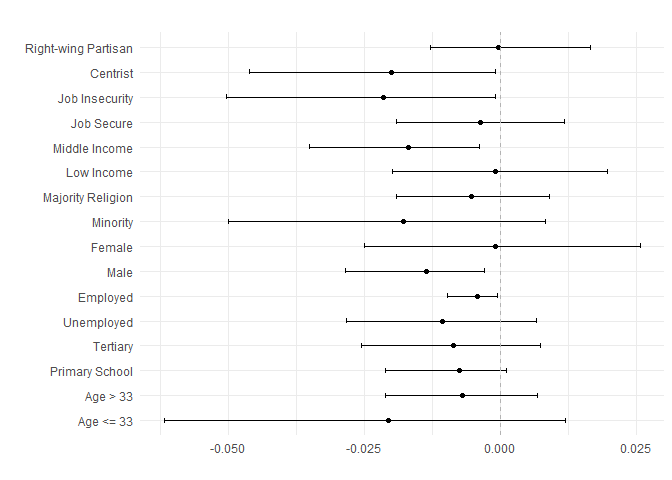 Right-wing Partisan
Centrist
Job Insecurity
Job Secure
Middle Income
Low Income
Majority Religion
Minority
Female
Male
Employed
Unemployed
Tertiary
Primary School
Age > 33
Age <= 33
-0.050 -0.025 0.000 0.025